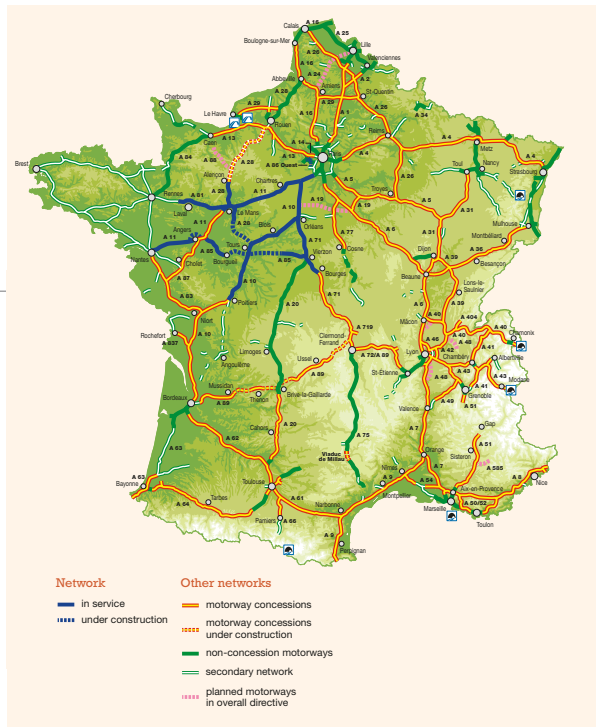 Calais
A 16
A 25
Boulogne-sur-Mer
Lille
A 26
Valenciennes
A 16
A 2
Abbeville
A 34
Amiens
St-Quentin
Cherbourg
A 28
A 29
A 26
Le Havre
A 29
A 34
Rouen
A 16
A 1
Reims
A 13
Caen
A 14
A 4
Metz
A 88
A 13
A 4
A 4
A 84
A 28
A 86 Ouest
Toul
Nancy
Strasbourg
Brest
Alençon
Chartres
A 5
A 26
Rennes
A 81
A 28
A 11
Troyes
A 5
Laval
A 10
A 19
A 19
A 31
Le Mans
Orléans
A 11
A 28
Blois
A 77
A 6
Mulhouse
Angers
Montbéliard
A 11
Tours
A 71
Dijon
A 39
A 36
Nantes
A 85
Vierzon
Cosne
Besançon
Cholet
Bourgueil
A 85
Bourges
Beaune
A 87
A 10
A 20
A 71
Lons-le-
Saulnier
A 83
Poitiers
A 6
A 39
Niort
Mâcon
A 40
A 404
Rochefort
A 10
A 719
A 40
A 40
Chamonix
A 837
Clermond-
Ferrand
A 46
A 41
Limoges
Ussel
A 72/A 89
Lyon
A 42
Chambéry
Albertville
Angoulême
A 89
St-Étienne
A 43
A 43
Modane
Mussidan
A 48
A 41
Bordeaux
A 89
Thenon
Brive-la-Gaillarde
Grenoble
Valence
A 49
A 51
Cahors
A 20
A 75
A 7
Gap
A 62
Viaduc
de Millau
Orange
Sisteron
A 51
A 63
Nîmes
A 7
A 585
Toulouse
A 9
A 54
Aix-en-Provence
A 8
Nice
A 63
Montpellier
Bayonne
A 61
Marseille
A 50/52
A 64
Tarbes
Narbonne
Toulon
Pamiers
A 66
A 9
Perpignan
Network
in service
under construction
Other networks
motorway concessions
motorway concessions
under construction
non-concession motorways
secondary network
planned motorways
in overall directive